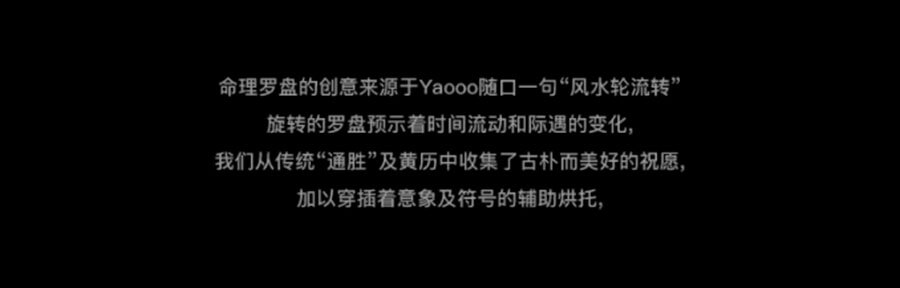 命理罗盘的创意来源于Yaooo随口一句“风水轮流转”
旋转的罗盘预示着时间流动和际遇的变化,
我们从传统“通胜”及黄历中收集了古朴而美好的祝愿,
加以穿插着意象及符号的辅助烘托,